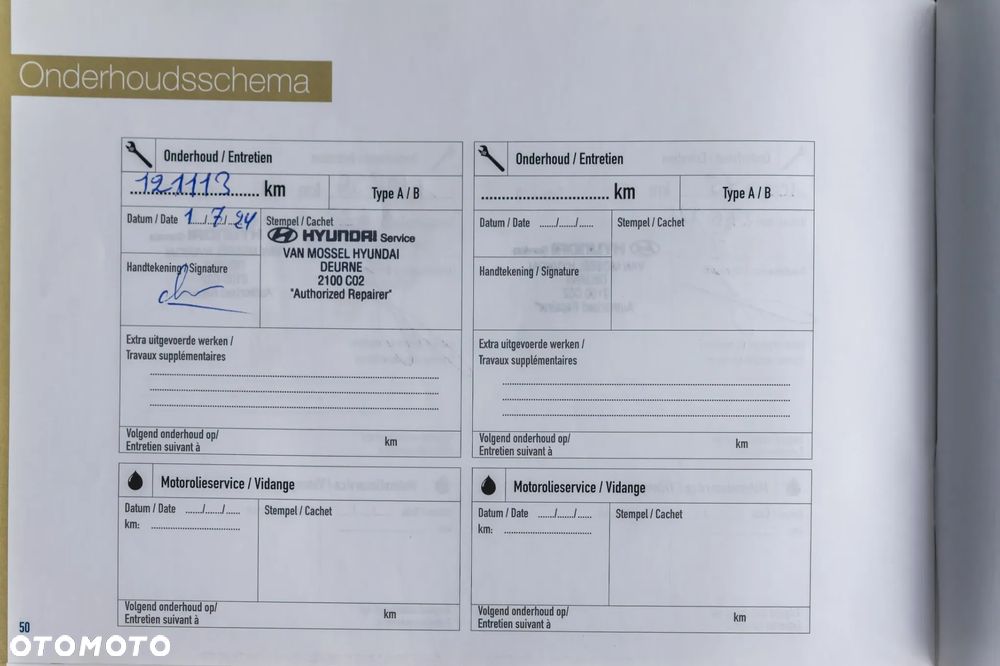 Onderhoudsschema
Onderhoud / Entretien
121113 km
Type A / B
Datum / Date 1/7/24
Stempel / Cachet
HYUNDAI Service
VAN MOSSEL HYUNDAI
DEURNE
2100 C02
"Authorized Repairer"
Handtekening / Signature
Extra uitgevoerde werken /
Travaux supplémentaires
Volgend onderhoud op/
Entretien suivant à
km
Onderhoud / Entretien
km
Type A / B
Datum / Date ...../...../.....
Stempel / Cachet
Handtekening / Signature
Extra uitgevoerde werken /
Travaux supplémentaires
Volgend onderhoud op/
Entretien suivant à
km
Motorolieservice / Vidange
Datum / Date ...../...../.....
km:
Stempel / Cachet
Volgend onderhoud op/
Entretien suivant à
km
Motorolieservice / Vidange
Datum / Date ...../...../.....
km:
Stempel / Cachet
Volgend onderhoud op/
Entretien suivant à
km
50
OTOMOTO